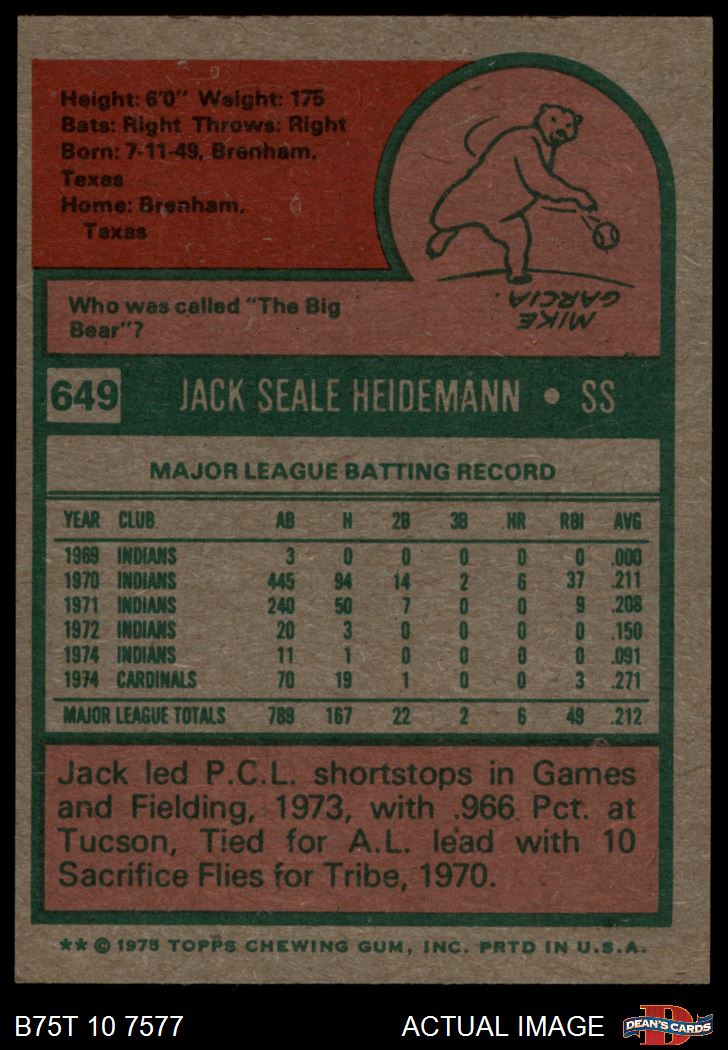 Height: 6'0" Weight: 175
Bats: Right Throws: Right
Born: 7-11-49, Brenham,
Texas
Home: Brenham,
Texas
Who was called "The Big
Bear"?
MIKE
GARCIA.
649 JACK SEALE HEIDEMANN • SS
MAJOR LEAGUE BATTING RECORD
YEAR CLUB AB H 2B 3B HR RBI AVG
1969 INDIANS 3 0 0 0 0 0 .000
1970 INDIANS 445 94 14 2 6 37 .211
1971 INDIANS 240 50 7 0 0 9 .208
1972 INDIANS 20 3 0 0 0 0 .150
1974 INDIANS 11 1 0 0 0 0 .091
1974 CARDINALS 70 19 1 0 0 3 .271
MAJOR LEAGUE TOTALS 789 167 22 2 6 49 .212
Jack led P.C.L. shortstops in Games
and Fielding, 1973, with .966 Pct. at
Tucson, Tied for A.L. lead with 10
Sacrifice Flies for Tribe, 1970.
** © 1975 TOPPS CHEWING GUM, INC. PRTD IN U.S.A.
B75T 10 7577 ACTUAL IMAGE
D
DEAN'S CARDS